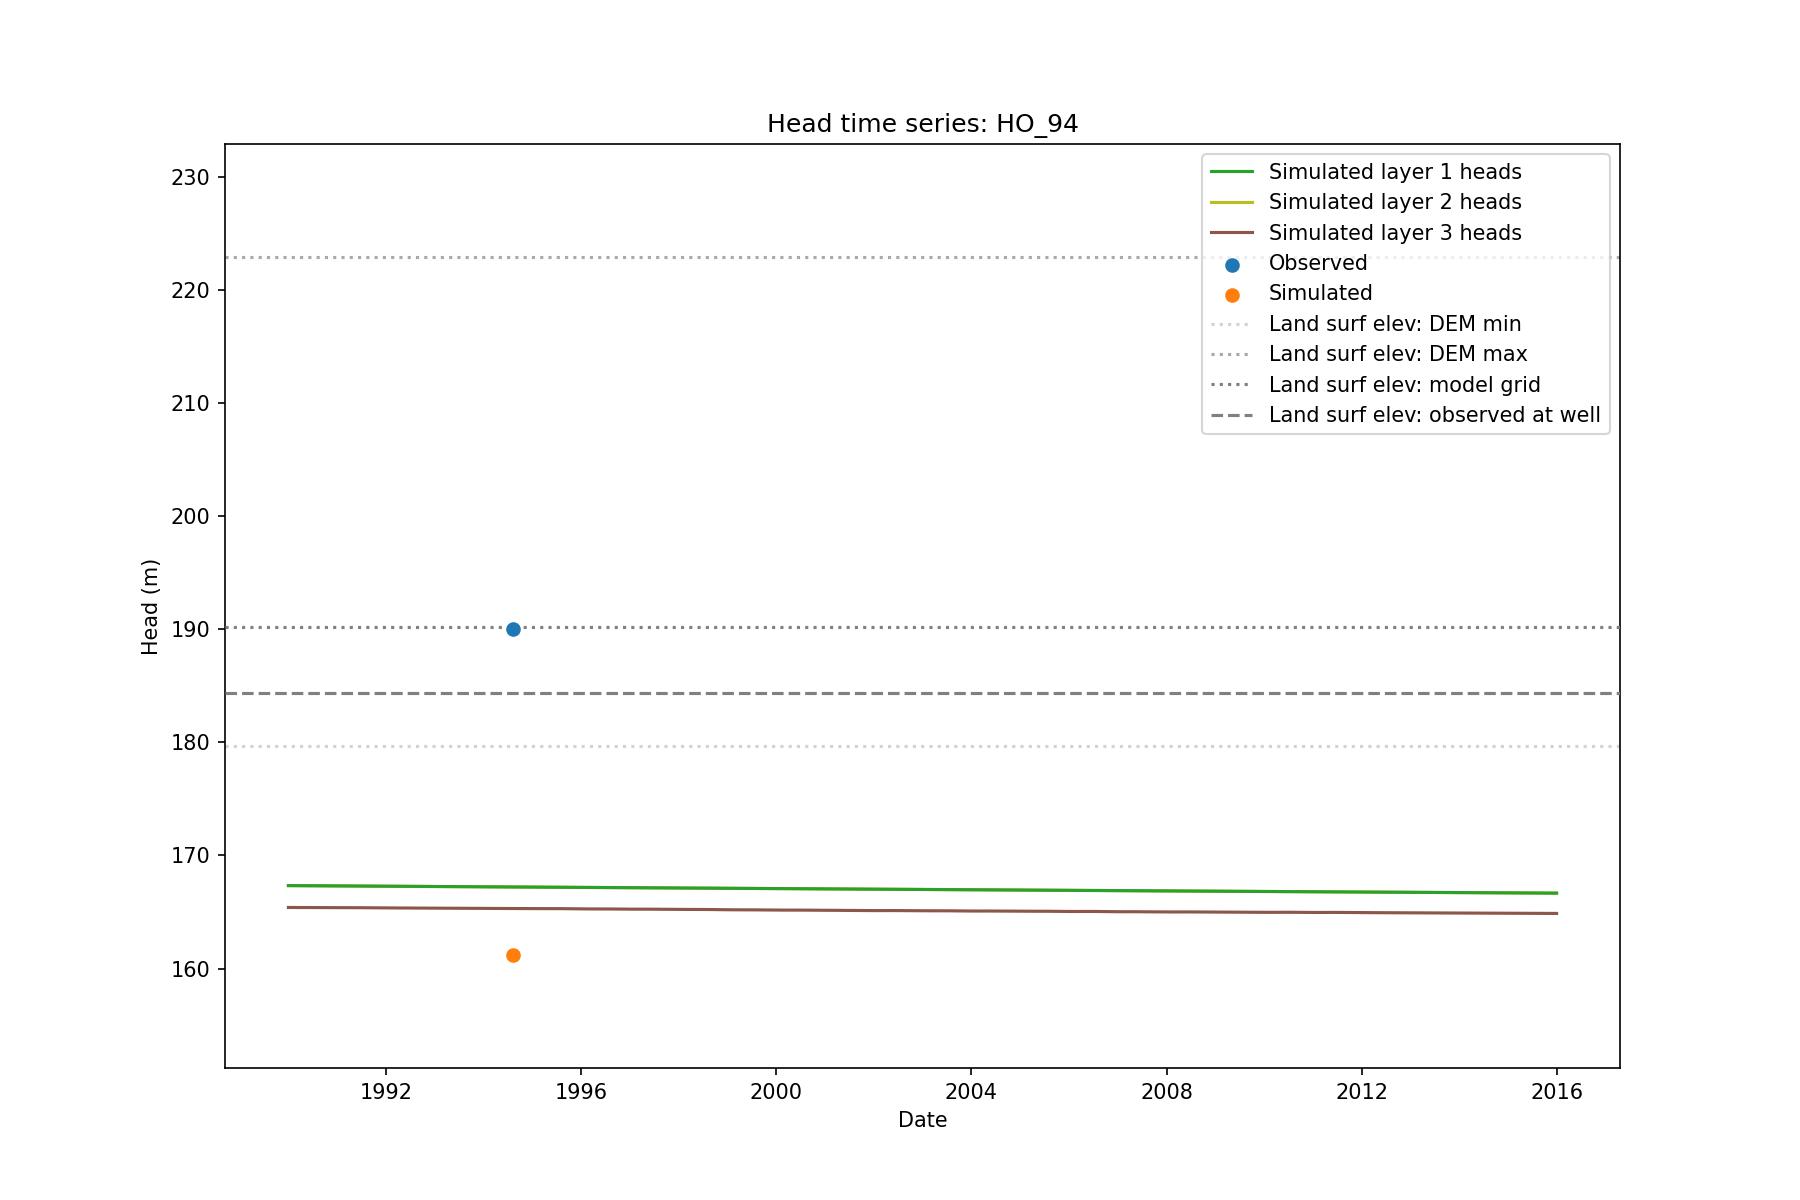 Head time series: HO_94
230
220
210
200
190
180
170
160
Head (m)
Simulated layer 1 heads
Simulated layer 2 heads
Simulated layer 3 heads
Observed
Simulated
Land surf elev: DEM min
Land surf elev: DEM max
Land surf elev: model grid
Land surf elev: observed at well
1992 1996 2000 2004 2008 2012 2016
Date